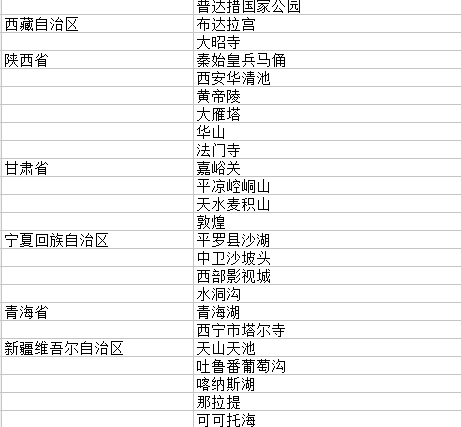 普达措国家公园
西藏自治区 布达拉宫
大昭寺
陕西省 秦始皇兵马俑
西安华清池
黄帝陵
大雁塔
华山
法门寺
甘肃省 嘉峪关
平凉崆峒山
天水麦积山
敦煌
宁夏回族自治区 平罗县沙湖
中卫沙坡头
西部影视城
水洞沟
青海省 青海湖
西宁市塔尔寺
新疆维吾尔自治区 天山天池
吐鲁番葡萄沟
喀纳斯湖
那拉提
可可托海